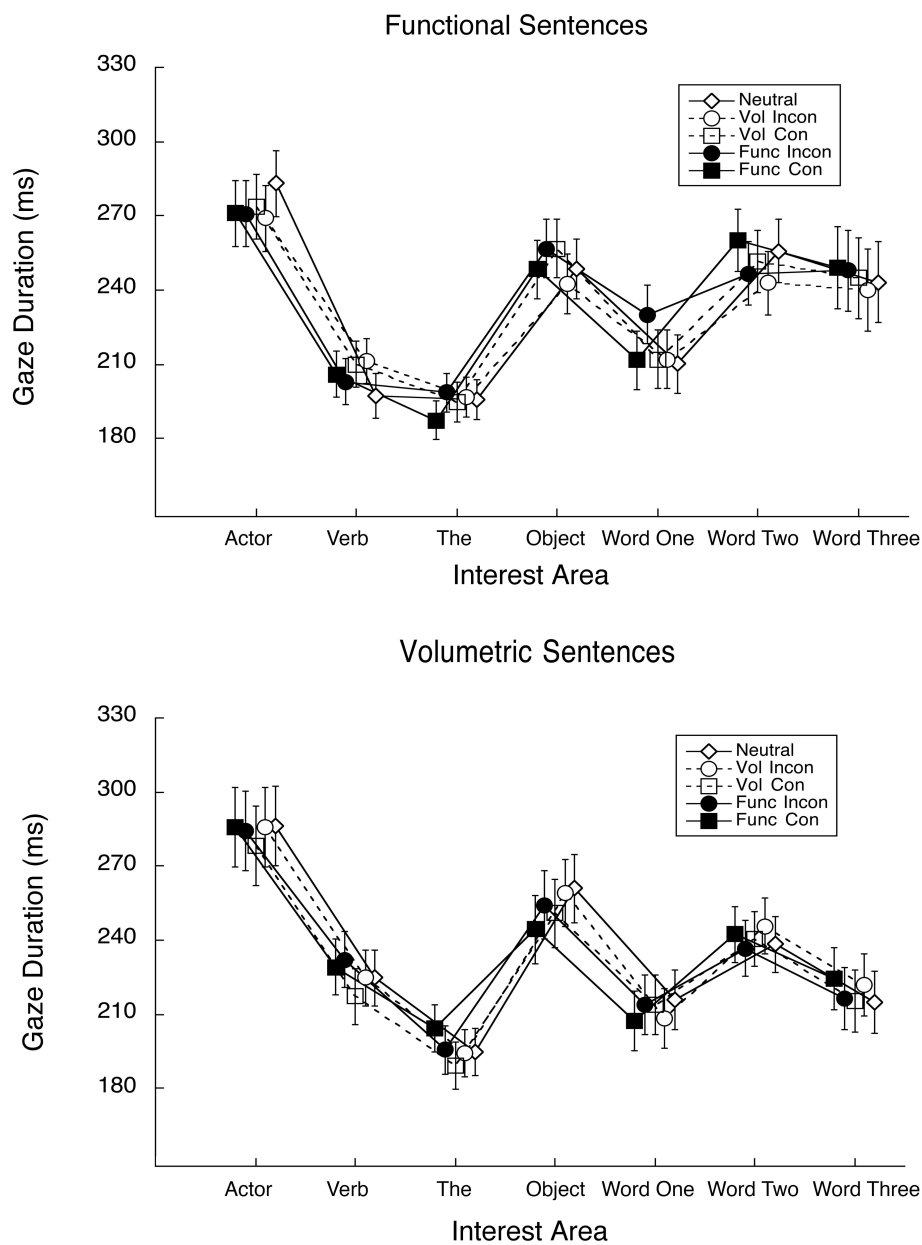 Functional Sentences
330
300
270
240
210
180
Gaze Duration (ms)
Neutral
Vol Incon
Vol Con
Func Incon
Func Con
Actor Verb The Object Word One Word Two Word Three
Interest Area
Volumetric Sentences
330
300
270
240
210
180
Gaze Duration (ms)
Neutral
Vol Incon
Vol Con
Func Incon
Func Con
Actor Verb The Object Word One Word Two Word Three
Interest Area